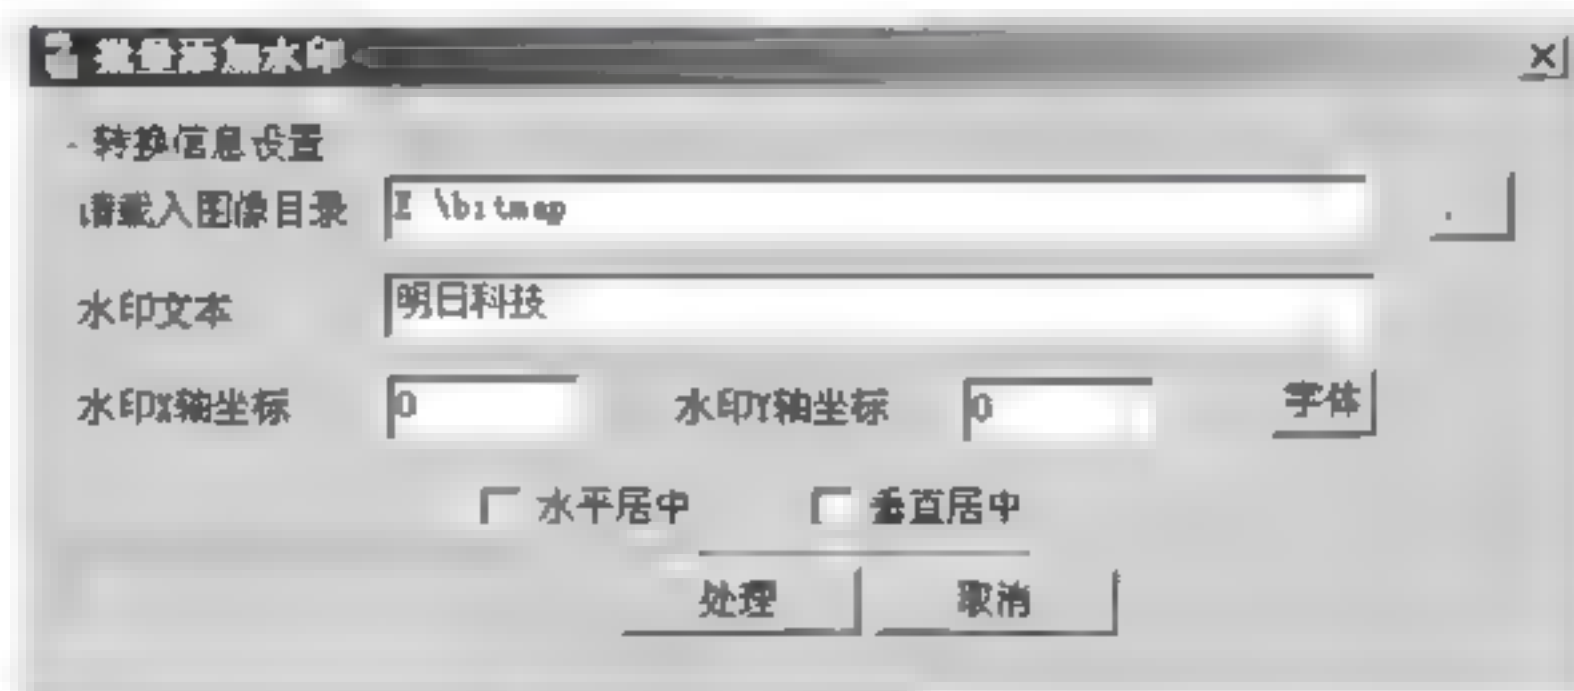 批量添加水印
转换信息设置
请载入图像目录 \bitmap
水印文本 明日科技
水印X轴坐标 0 水印Y轴坐标 0 字体
水平居中 垂直居中
处理 取消